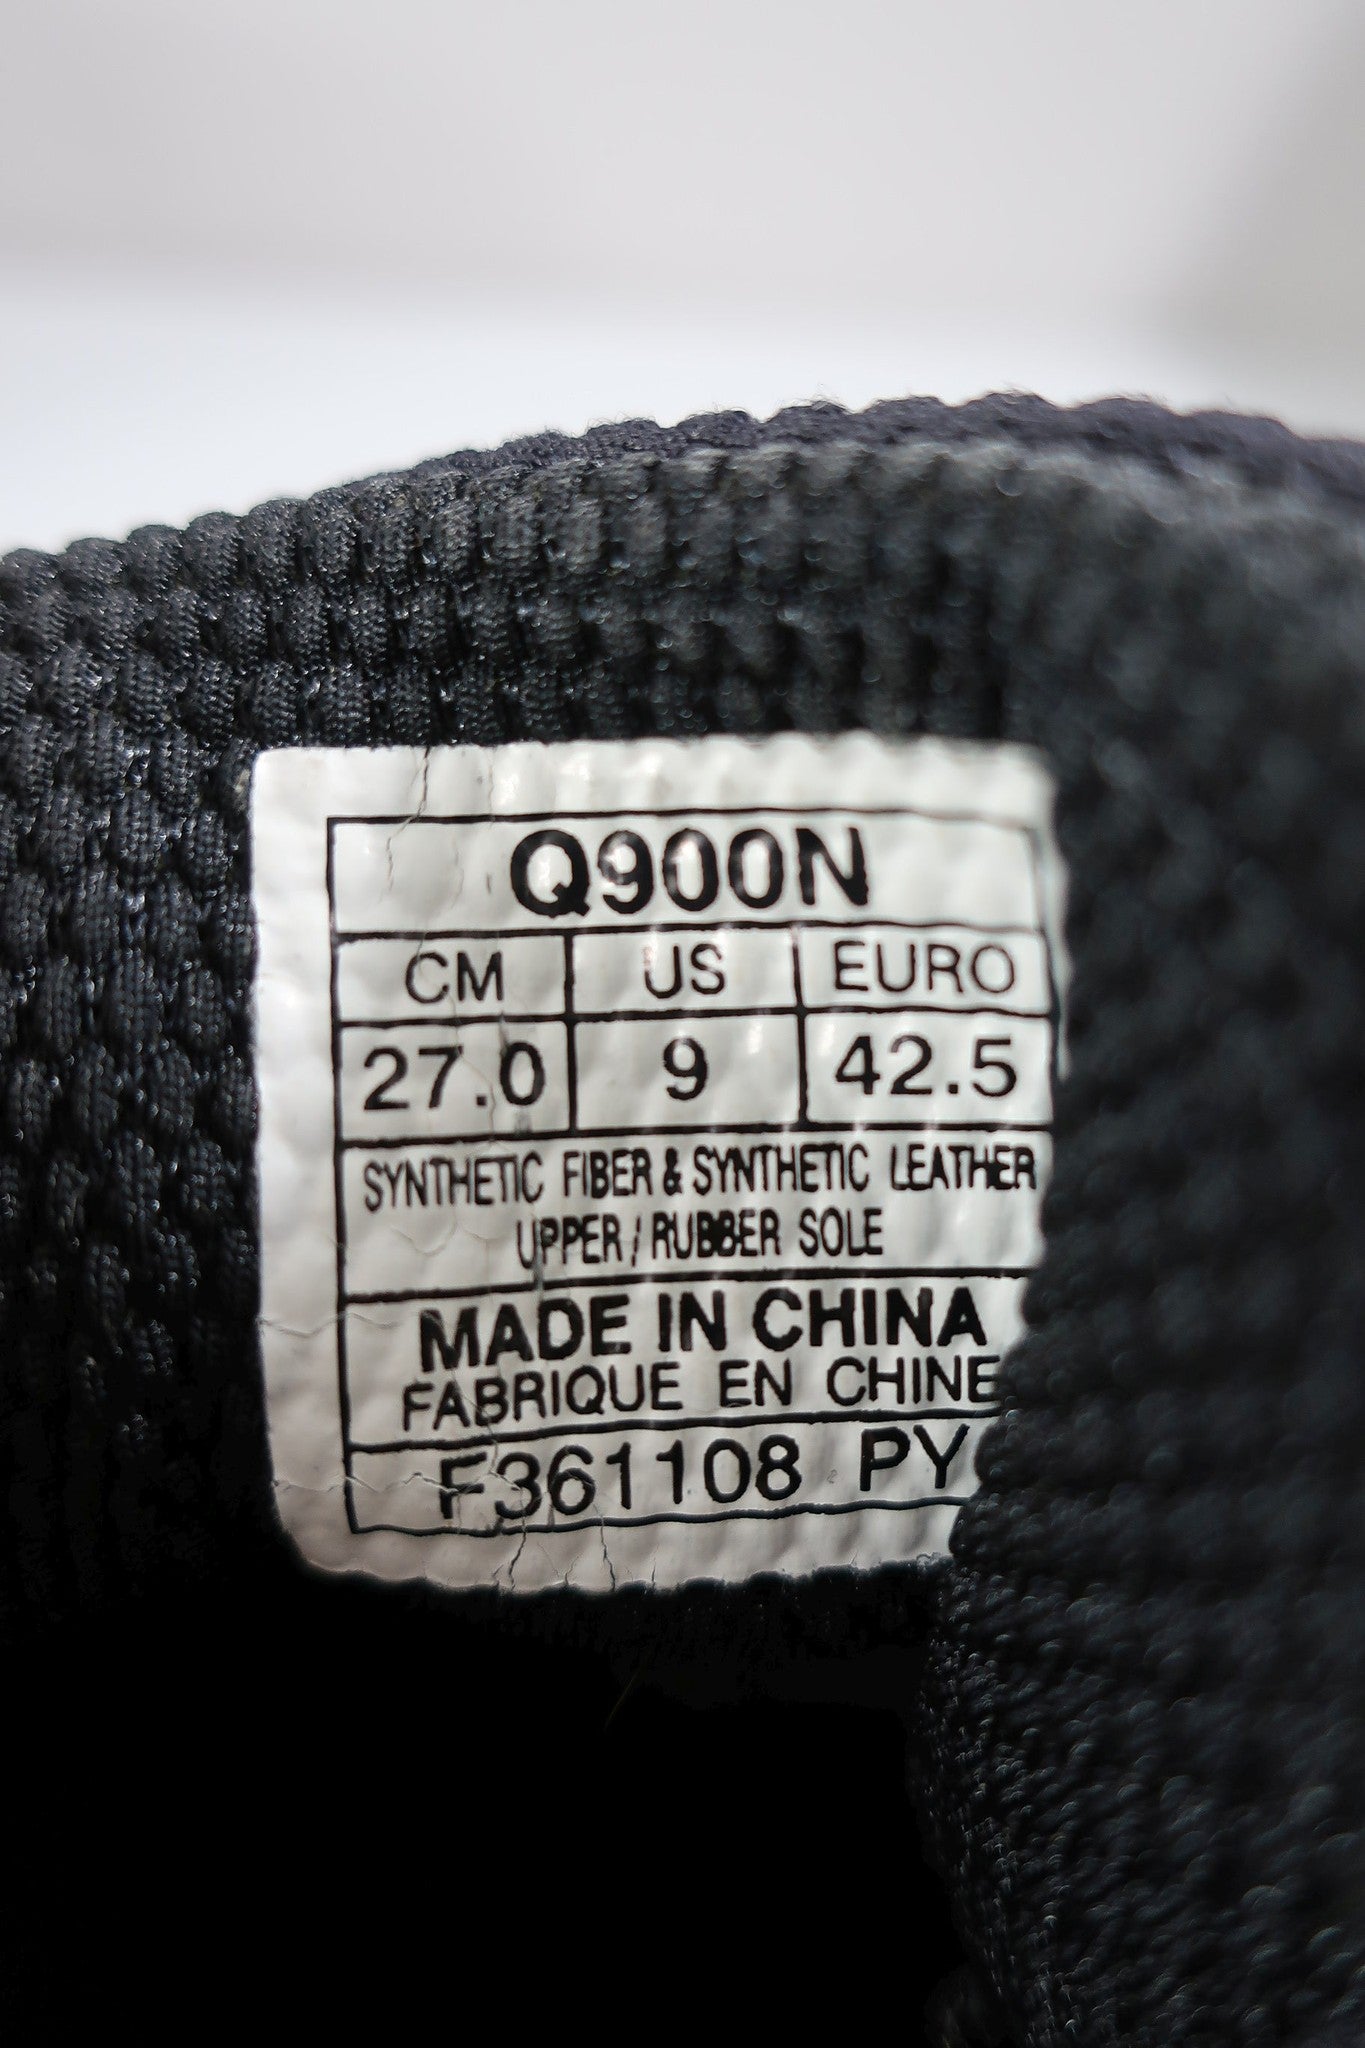 Q900N
CM US EURO
27.0 9 42.5
SYNTHETIC FIBER & SYNTHETIC LEATHER
UPPER / RUBBER SOLE
MADE IN CHINA
FABRIQUE EN CHINE
F361108 PY